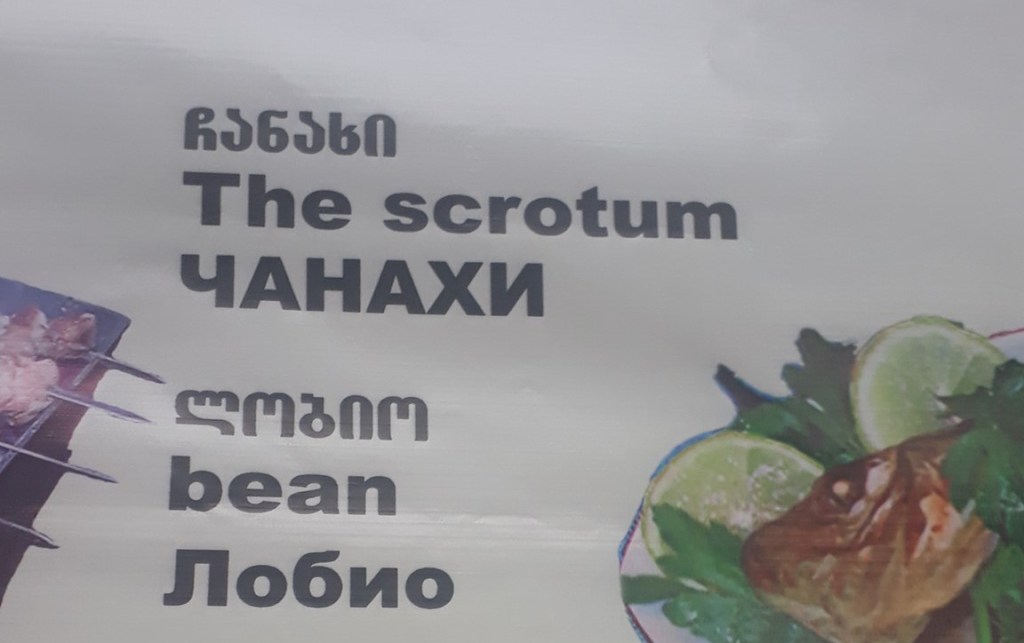 ჩანახი
The scrotum
ЧАНАХИ
ლობიო
bean
Лобио